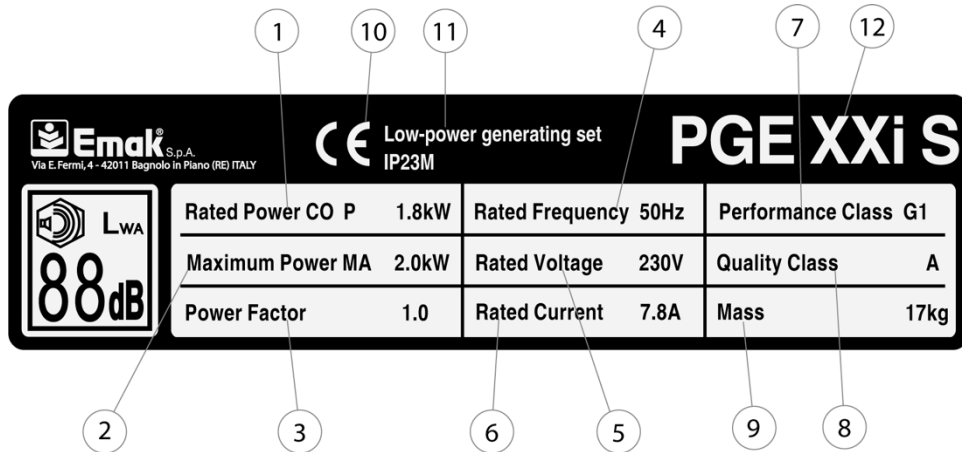 1 10 11 4 7 12
Emak® S.p.A.
Via E. Fermi, 4 - 42011 Bagnolo in Piano (RE) ITALY
CE
Low-power generating set
IP23M
PGE XXi S
LWA
88dB
Rated Power CO P 1.8kW Rated Frequency 50Hz Performance Class G1
Maximum Power MA 2.0kW Rated Voltage 230V Quality Class A
Power Factor 1.0 Rated Current 7.8A Mass 17kg
2 3 6 5 9 8